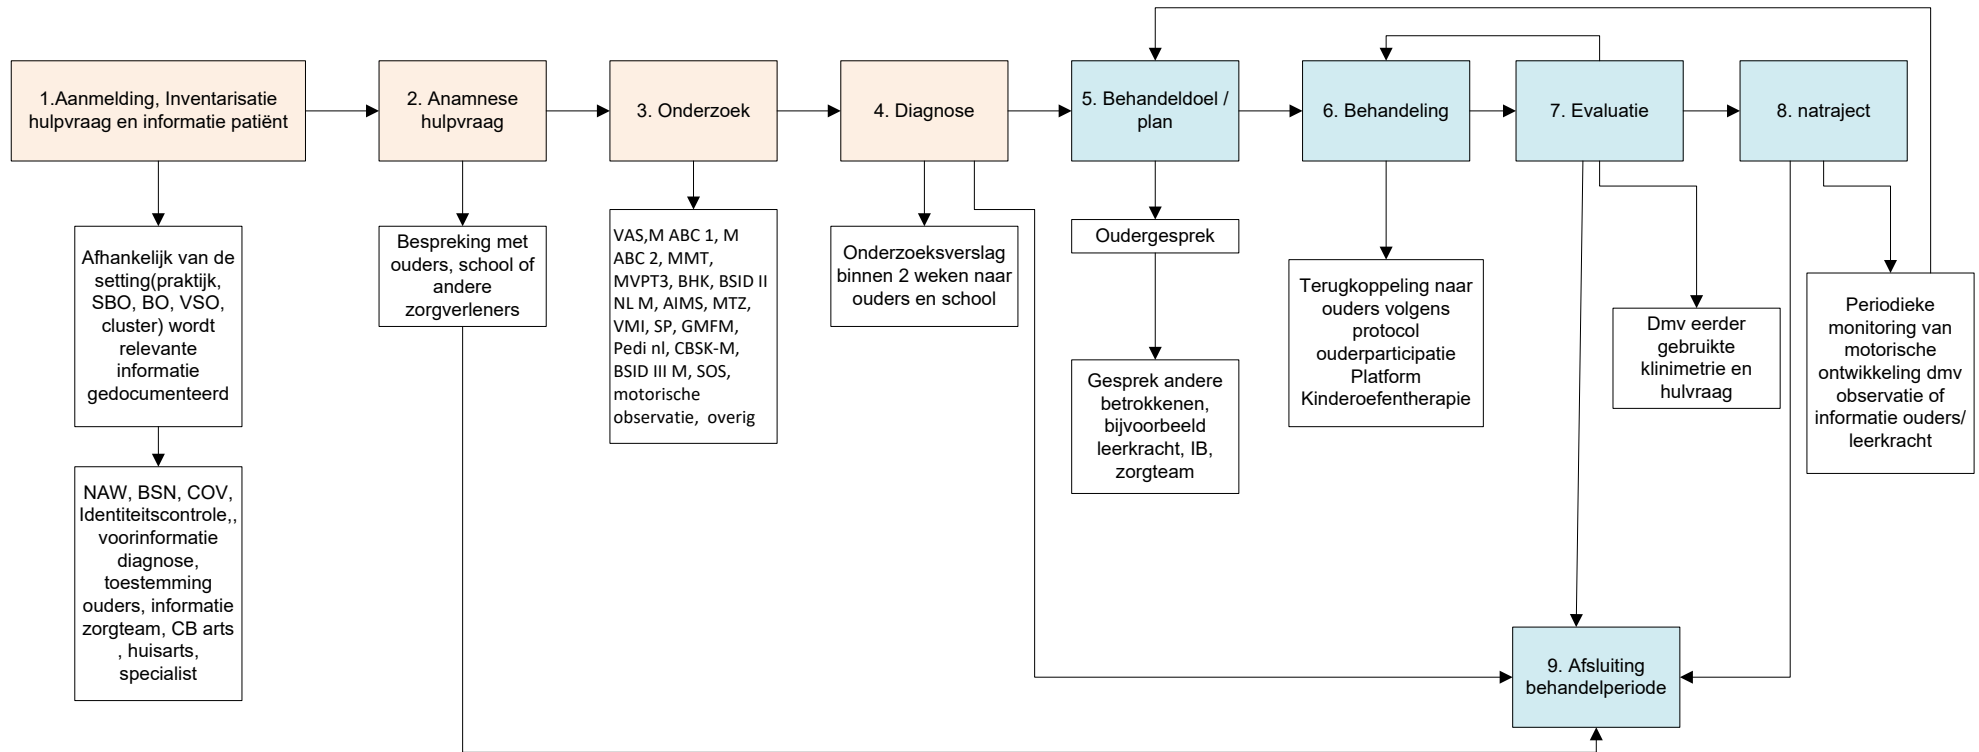 1.Aanmelding, Inventarisatie
hulpvraag en informatie patiënt
2. Anamnese
hulpvraag
3. Onderzoek
4. Diagnose
5. Behandeldoel /
plan
6. Behandeling
7. Evaluatie
8. natraject
Afhankelijk van de
setting(praktijk,
SBO, BO, VSO,
cluster) wordt
relevante
informatie
gedocumenteerd
NAW, BSN, COV,
Identiteitscontrole,,
voorinformatie
diagnose,
toestemming
ouders, informatie
zorgteam, CB arts
, huisarts,
specialist
Bespreking met
ouders, school of
andere
zorgverleners
VAS,M ABC 1, M
ABC 2, MMT,
MVPT3, BHK, BSID II
NL M, AIMS, MTZ,
VMI, SP, GMFM,
Pedi nl, CBSK-M,
BSID III M, SOS,
motorische
observatie, overig
Onderzoeksverslag
binnen 2 weken naar
ouders en school
Oudergesprek
Gesprek andere
betrokkenen,
bijvoorbeeld
leerkracht, IB,
zorgteam
Terugkoppeling naar
ouders volgens
protocol
ouderparticipatie
Platform
Kinderoefentherapie
Dmv eerder
gebruikte
klinimetrie en
hulvraag
Periodieke
monitoring van
motorische
ontwikkeling dmv
observatie of
informatie ouders/
leerkracht
9. Afsluiting
behandelperiode